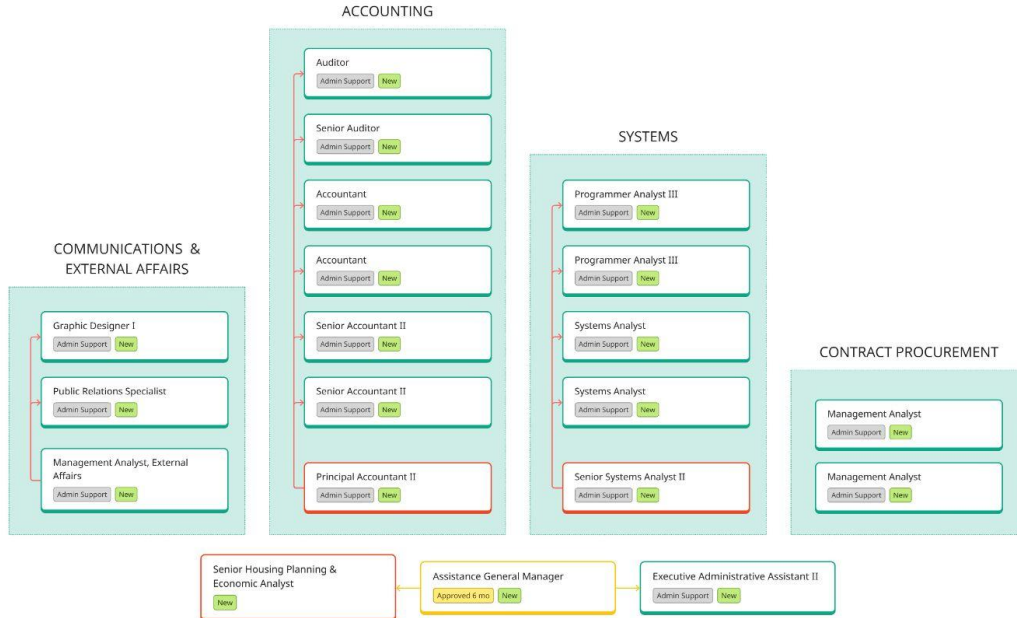 ACCOUNTING
Auditor
Admin Support New
Senior Auditor
Admin Support New
Accountant
Admin Support New
Accountant
Admin Support New
Senior Accountant II
Admin Support New
Senior Accountant II
Admin Support New
Principal Accountant II
Admin Support New
SYSTEMS
Programmer Analyst III
Admin Support New
Programmer Analyst III
Admin Support New
Systems Analyst
Admin Support New
Systems Analyst
Admin Support New
Senior Systems Analyst II
Admin Support New
COMMUNICATIONS &
EXTERNAL AFFAIRS
Graphic Designer I
Admin Support New
Public Relations Specialist
Admin Support New
Management Analyst, External
Affairs
Admin Support New
CONTRACT PROCUREMENT
Management Analyst
Admin Support New
Management Analyst
Admin Support New
Senior Housing Planning &
Economic Analyst
New
Assistance General Manager
Approved 6 mo New
Executive Administrative Assistant II
Admin Support New